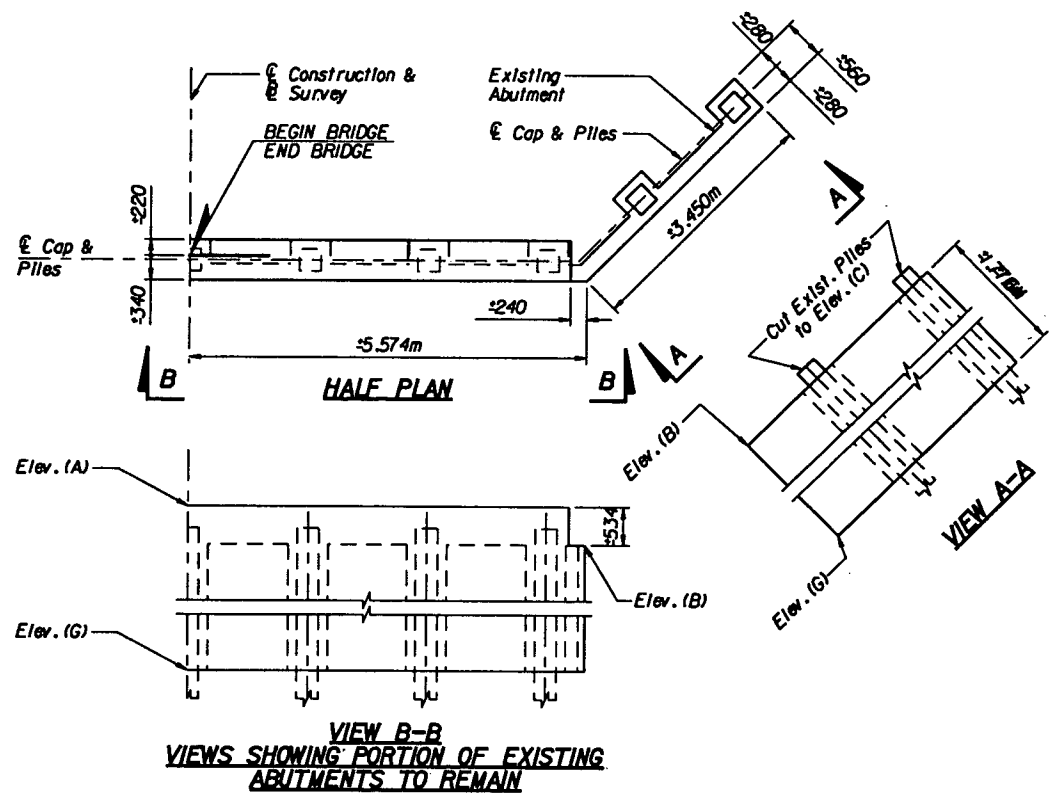 ℄ Construction &
℄ Survey
BEGIN BRIDGE
END BRIDGE
Existing
Abutment
℄ Cap & Piles
±280
±560
±280
±3.450m
A
±220
℄ Cap &
Piles
±340
±240
±5.574m
B
B
A
HALF PLAN
Cut Exist. Piles
to Elev. (C)
Elev. (B)
Elev. (G)
VIEW A-A
Elev. (A)
±534
Elev. (B)
Elev. (G)
VIEW B-B
VIEWS SHOWING PORTION OF EXISTING
ABUTMENTS TO REMAIN